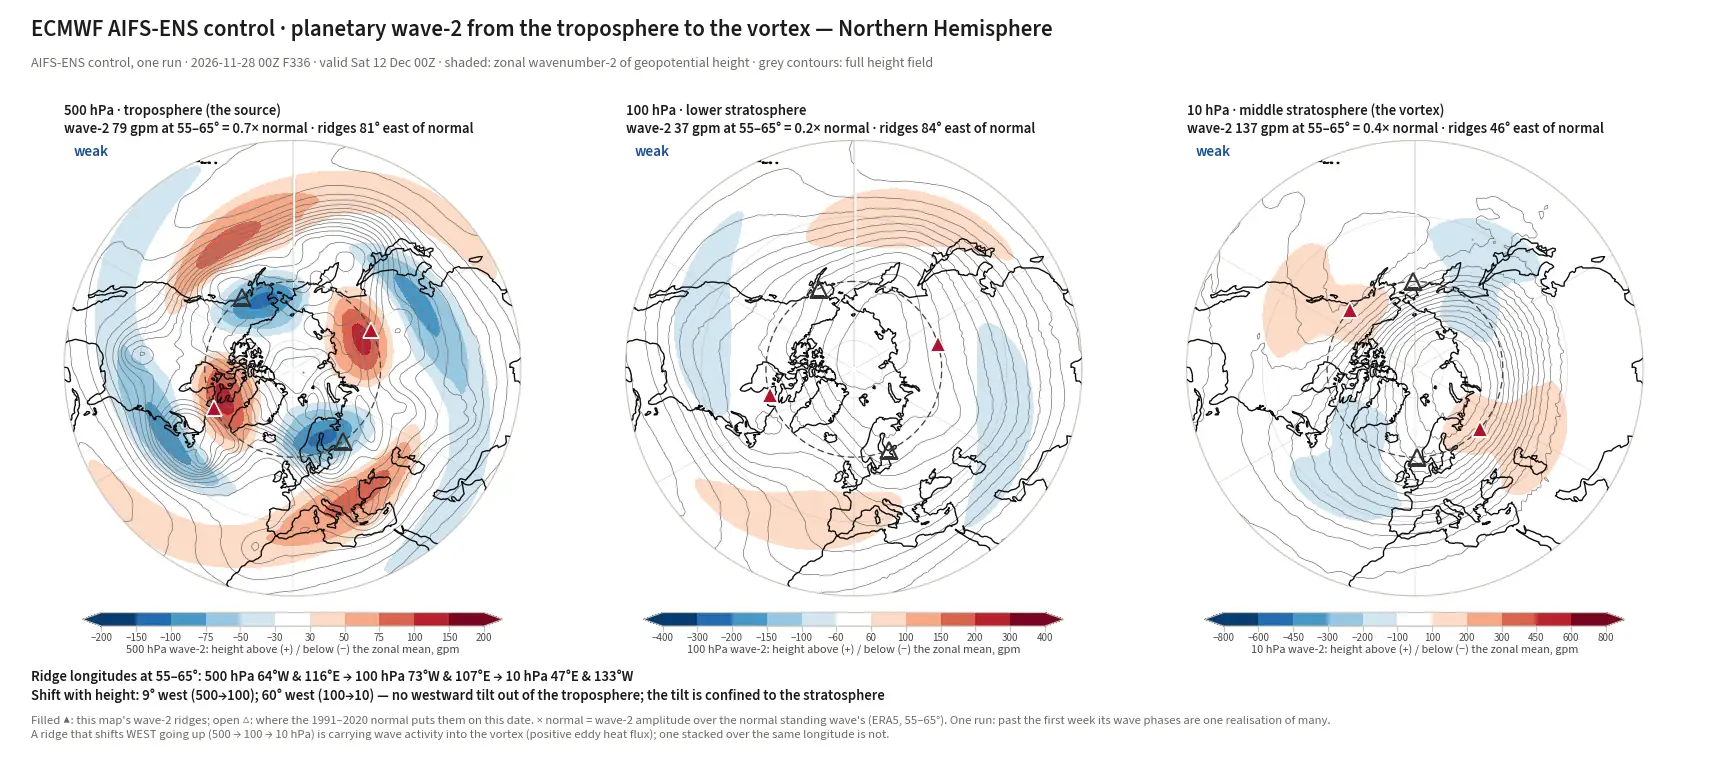 ECMWF AIFS-ENS control · planetary wave-2 from the troposphere to the vortex — Northern Hemisphere
AIFS-ENS control, one run · 2026-11-28 00Z F336 · valid Sat 12 Dec 00Z · shaded: zonal wavenumber-2 of geopotential height · grey contours: full height field
500 hPa · troposphere (the source)
wave-2 79 gpm at 55–65° = 0.7× normal · ridges 81° east of normal
weak
100 hPa · lower stratosphere
wave-2 37 gpm at 55–65° = 0.2× normal · ridges 84° east of normal
weak
10 hPa · middle stratosphere (the vortex)
wave-2 137 gpm at 55–65° = 0.4× normal · ridges 46° east of normal
weak
−200 −150 −100 −75 −50 −30 30 50 75 100 150 200
500 hPa wave-2: height above (+) / below (−) the zonal mean, gpm
−400 −300 −200 −150 −100 −60 60 100 150 200 300 400
100 hPa wave-2: height above (+) / below (−) the zonal mean, gpm
−800 −600 −450 −300 −200 −100 100 200 300 450 600 800
10 hPa wave-2: height above (+) / below (−) the zonal mean, gpm
Ridge longitudes at 55–65°: 500 hPa 64°W & 116°E → 100 hPa 73°W & 107°E → 10 hPa 47°E & 133°W
Shift with height: 9° west (500→100); 60° west (100→10) — no westward tilt out of the troposphere; the tilt is confined to the stratosphere
Filled ▲: this map's wave-2 ridges; open △: where the 1991–2020 normal puts them on this date. × normal = wave-2 amplitude over the normal standing wave's (ERA5, 55–65°). One run: past the first week its wave phases are one realisation of many.
A ridge that shifts WEST going up (500 → 100 → 10 hPa) is carrying wave activity into the vortex (positive eddy heat flux); one stacked over the same longitude is not.